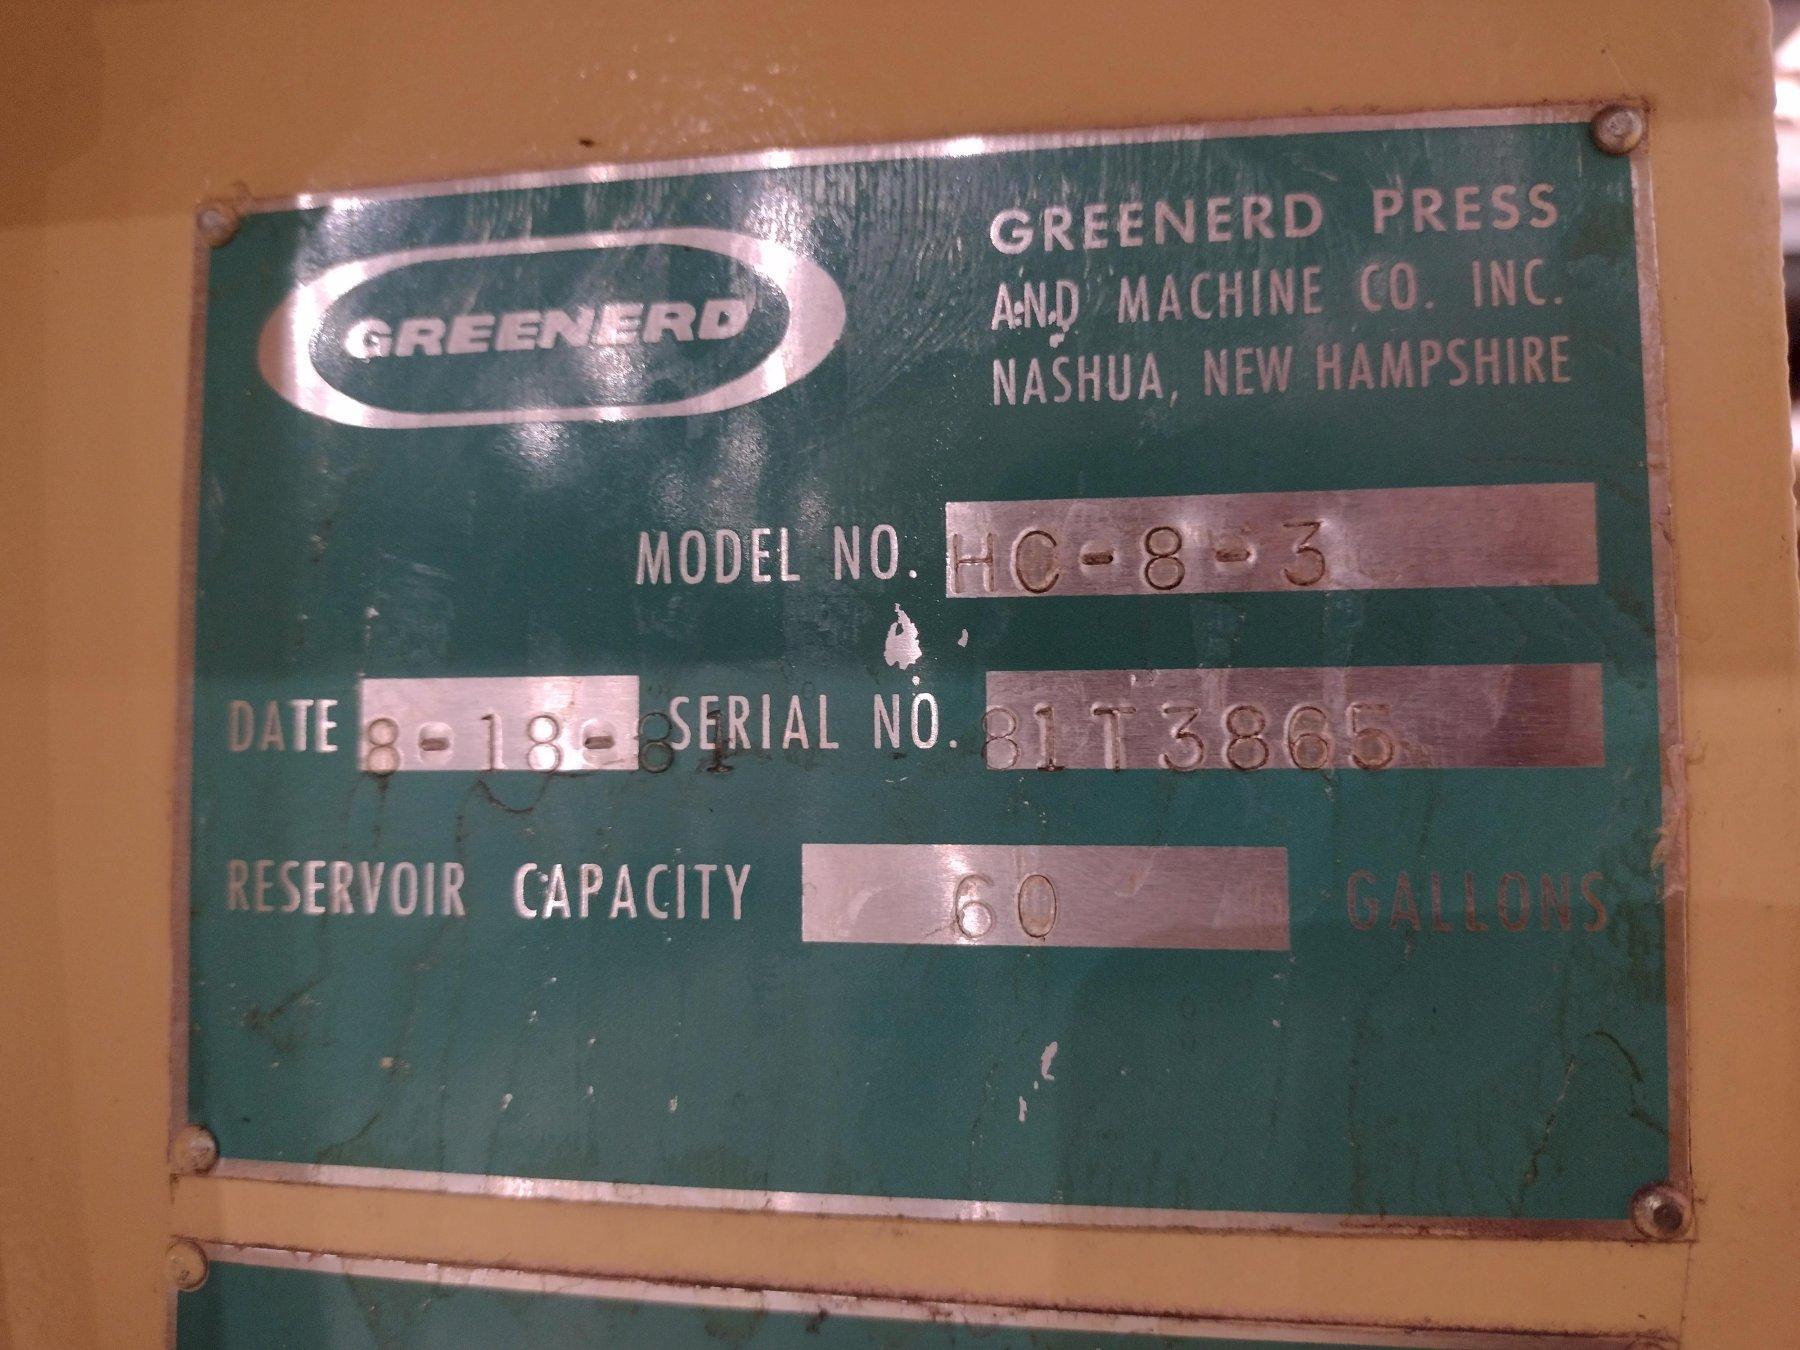 GREENERD
GREENERD PRESS
AND MACHINE CO. INC.
NASHUA, NEW HAMPSHIRE
MODEL NO. HC-8-3
DATE 8-18-81 SERIAL NO. 81T3865
RESERVOIR CAPACITY 60 GALLONS